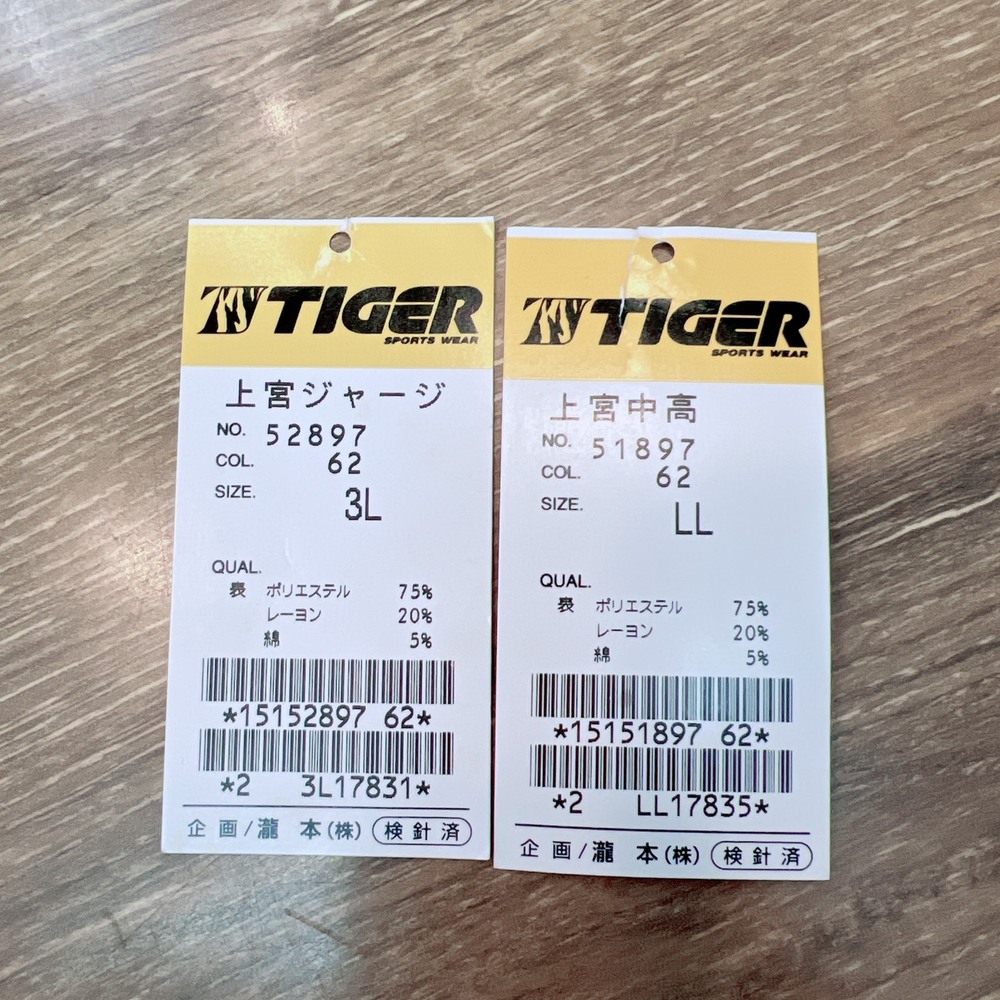 TIGER
SPORTS WEAR
上宮ジャージ
NO. 52897
COL. 62
SIZE. 3L
QUAL.
表 ポリエステル 75%
レーヨン 20%
綿 5%
*15152897 62*
*2 3L17831*
企画/瀧本(株) 検針済
TIGER
SPORTS WEAR
上宮中高
NO. 51897
COL. 62
SIZE. LL
QUAL.
表 ポリエステル 75%
レーヨン 20%
綿 5%
*15151897 62*
*2 LL17835*
企画/瀧本(株) 検針済